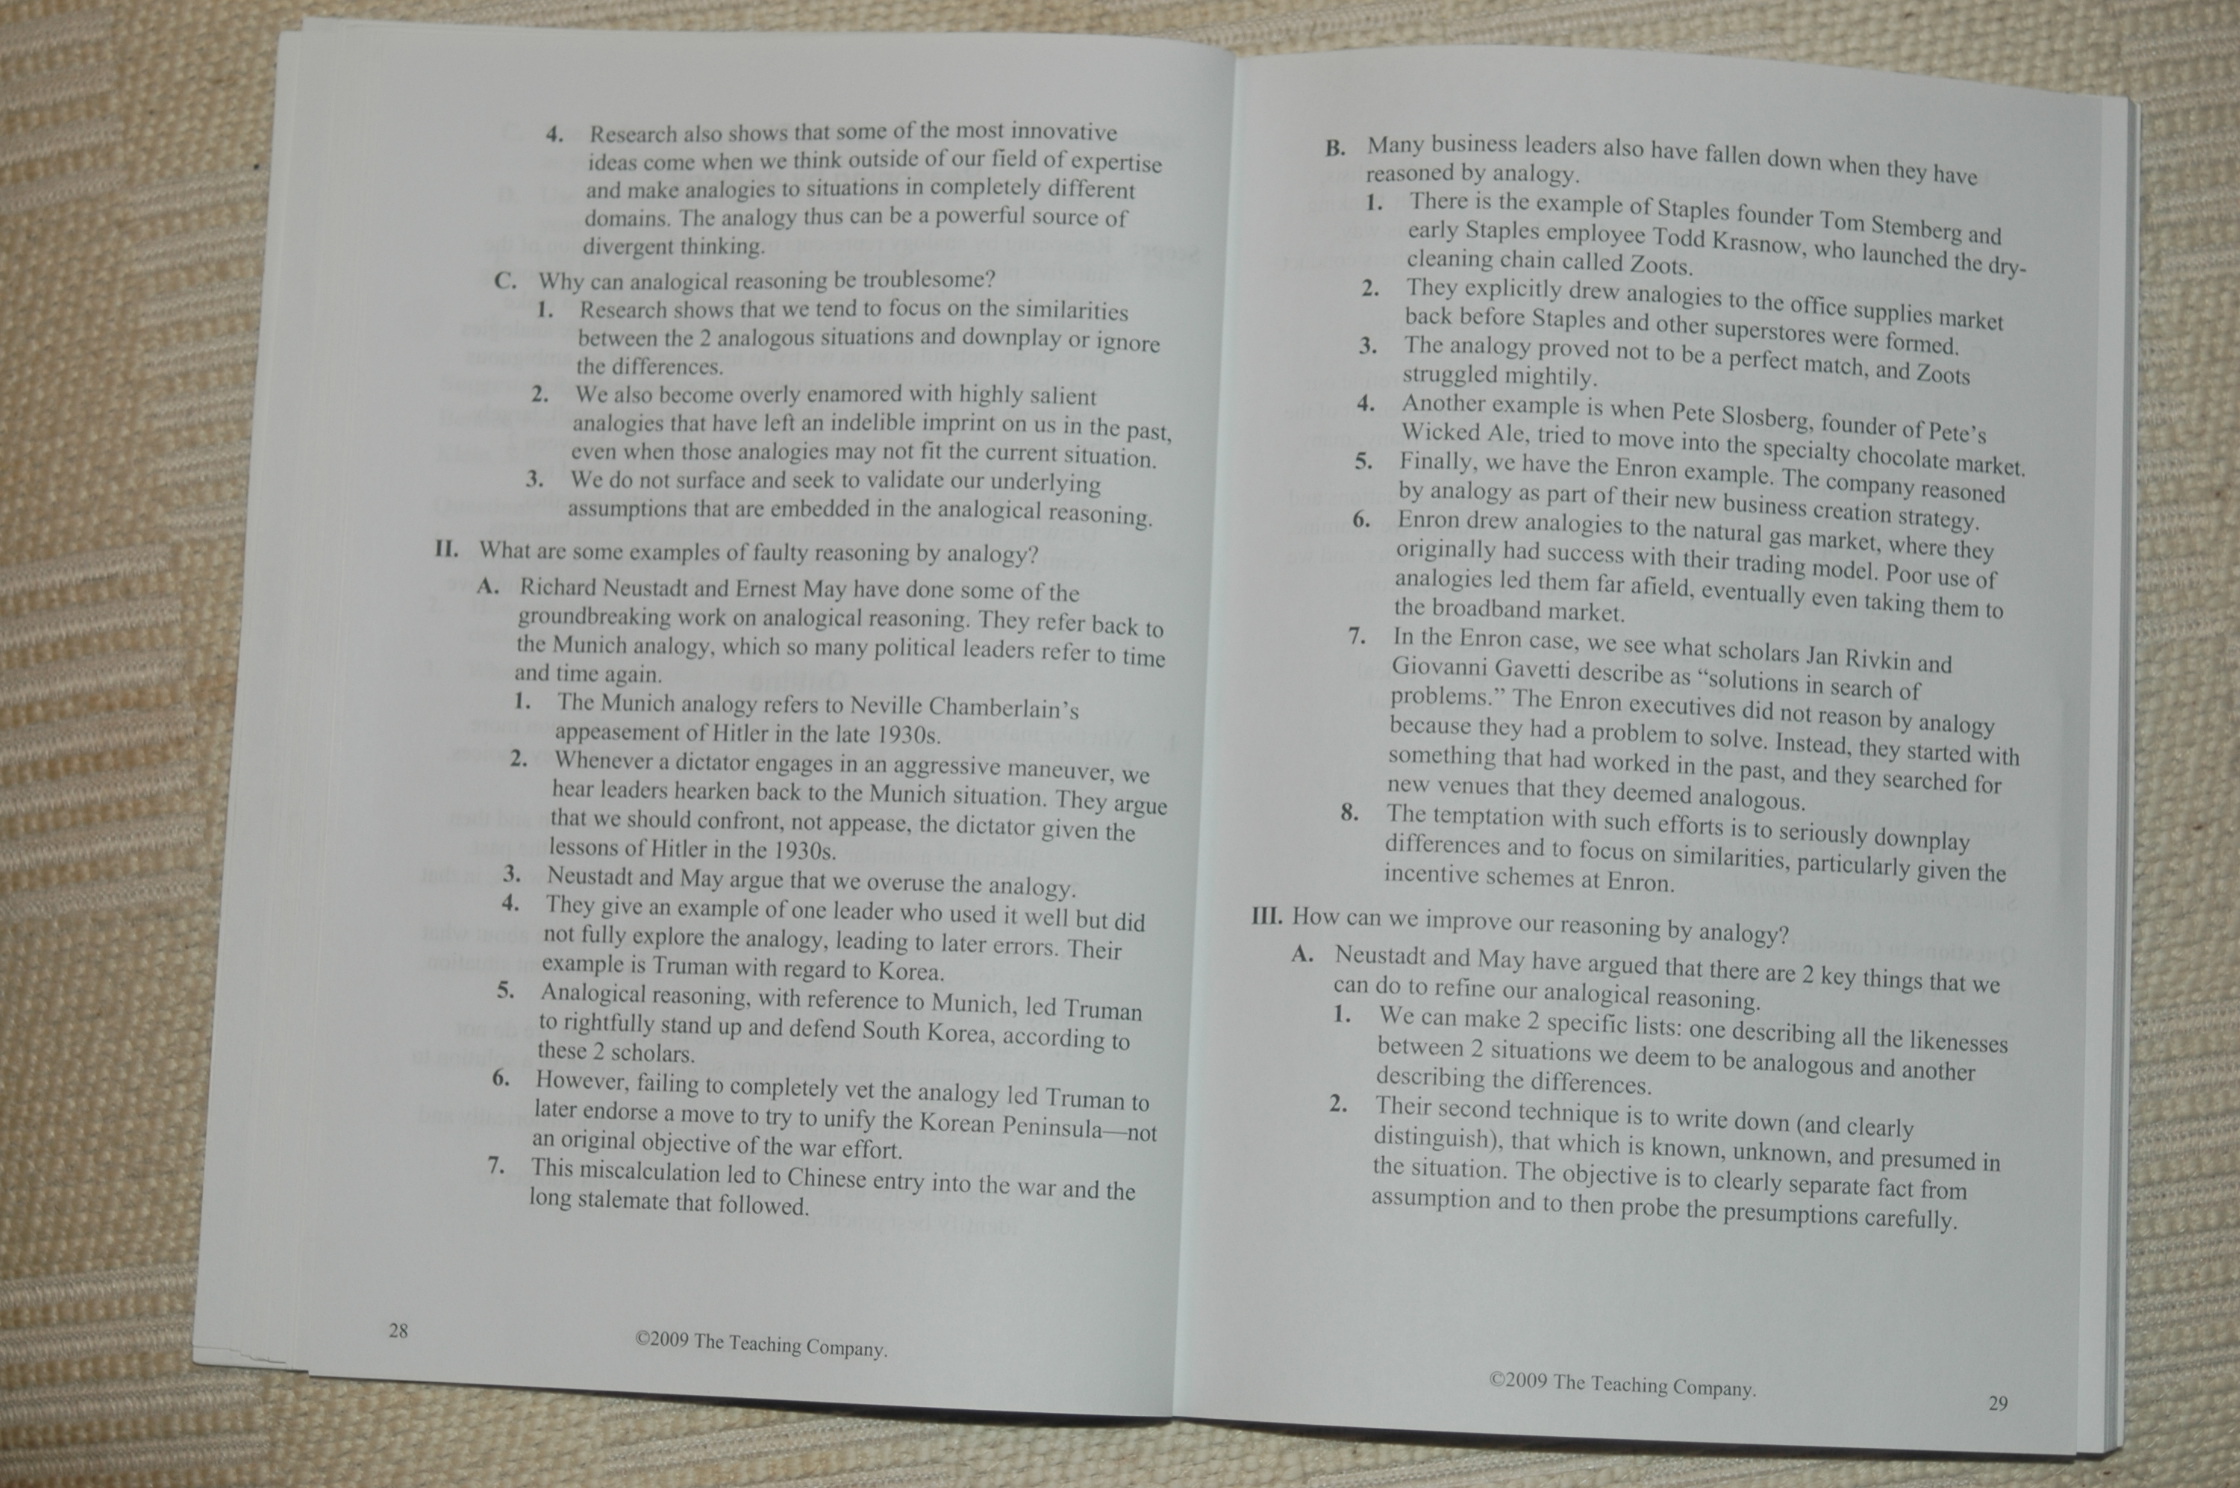 4. Research also shows that some of the most innovative
ideas come when we think outside of our field of expertise
and make analogies to situations in completely different
domains. The analogy thus can be a powerful source of
divergent thinking.
C. Why can analogical reasoning be troublesome?
1. Research shows that we tend to focus on the similarities
between the 2 analogous situations and downplay or ignore
the differences.
2. We also become overly enamored with highly salient
analogies that have left an indelible imprint on us in the past,
even when those analogies may not fit the current situation.
3. We do not surface and seek to validate our underlying
assumptions that are embedded in the analogical reasoning.
II. What are some examples of faulty reasoning by analogy?
A. Richard Neustadt and Ernest May have done some of the
groundbreaking work on analogical reasoning. They refer back to
the Munich analogy, which so many political leaders refer to time
and time again.
1. The Munich analogy refers to Neville Chamberlain's
appeasement of Hitler in the late 1930s.
2. Whenever a dictator engages in an aggressive maneuver, we
hear leaders hearken back to the Munich situation. They argue
that we should confront, not appease, the dictator given the
lessons of Hitler in the 1930s.
3. Neustadt and May argue that we overuse the analogy.
4. They give an example of one leader who used it well but did
not fully explore the analogy, leading to later errors. Their
example is Truman with regard to Korea.
5. Analogical reasoning, with reference to Munich, led Truman
to rightfully stand up and defend South Korea, according to
these 2 scholars.
6. However, failing to completely vet the analogy led Truman to
later endorse a move to try to unify the Korean Peninsula—not
an original objective of the war effort.
7. This miscalculation led to Chinese entry into the war and the
long stalemate that followed.
28
©2009 The Teaching Company.
B. Many business leaders also have fallen down when they have
reasoned by analogy.
1. There is the example of Staples founder Tom Stemberg and
early Staples employee Todd Krasnow, who launched the dry-
cleaning chain called Zoots.
2. They explicitly drew analogies to the office supplies market
back before Staples and other superstores were formed.
3. The analogy proved not to be a perfect match, and Zoots
struggled mightily.
4. Another example is when Pete Slosberg, founder of Pete's
Wicked Ale, tried to move into the specialty chocolate market.
5. Finally, we have the Enron example. The company reasoned
by analogy as part of their new business creation strategy.
6. Enron drew analogies to the natural gas market, where they
originally had success with their trading model. Poor use of
analogies led them far afield, eventually even taking them to
the broadband market.
7. In the Enron case, we see what scholars Jan Rivkin and
Giovanni Gavetti describe as “solutions in search of
problems.” The Enron executives did not reason by analogy
because they had a problem to solve. Instead, they started with
something that had worked in the past, and they searched for
new venues that they deemed analogous.
8. The temptation with such efforts is to seriously downplay
differences and to focus on similarities, particularly given the
incentive schemes at Enron.
III. How can we improve our reasoning by analogy?
A. Neustadt and May have argued that there are 2 key things that we
can do to refine our analogical reasoning.
1. We can make 2 specific lists: one describing all the likenesses
between 2 situations we deem to be analogous and another
describing the differences.
2. Their second technique is to write down (and clearly
distinguish), that which is known, unknown, and presumed in
the situation. The objective is to clearly separate fact from
assumption and to then probe the presumptions carefully.
©2009 The Teaching Company.
29